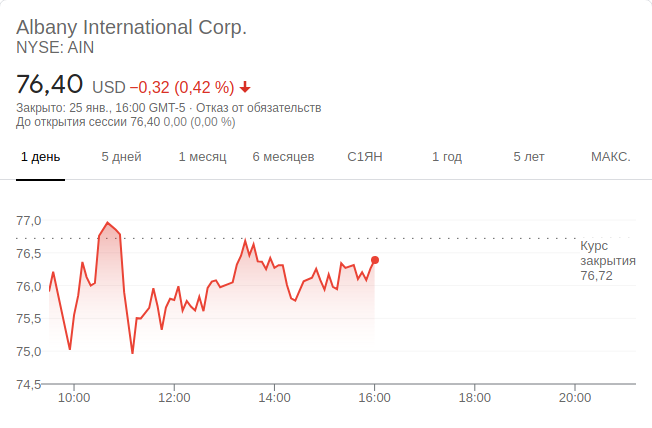 Albany International Corp.
NYSE: AIN
76,40 USD −0,32 (0,42 %)
Закрыто: 25 янв., 16:00 GMT-5 · Отказ от обязательств
До открытия сессии 76,40 0,00 (0,00 %)
1 день 5 дней 1 месяц 6 месяцев С1ЯН 1 год 5 лет МАКС.
77,0
76,5
76,0
75,5
75,0
74,5
Курс
закрытия
76,72
10:00 12:00 14:00 16:00 18:00 20:00